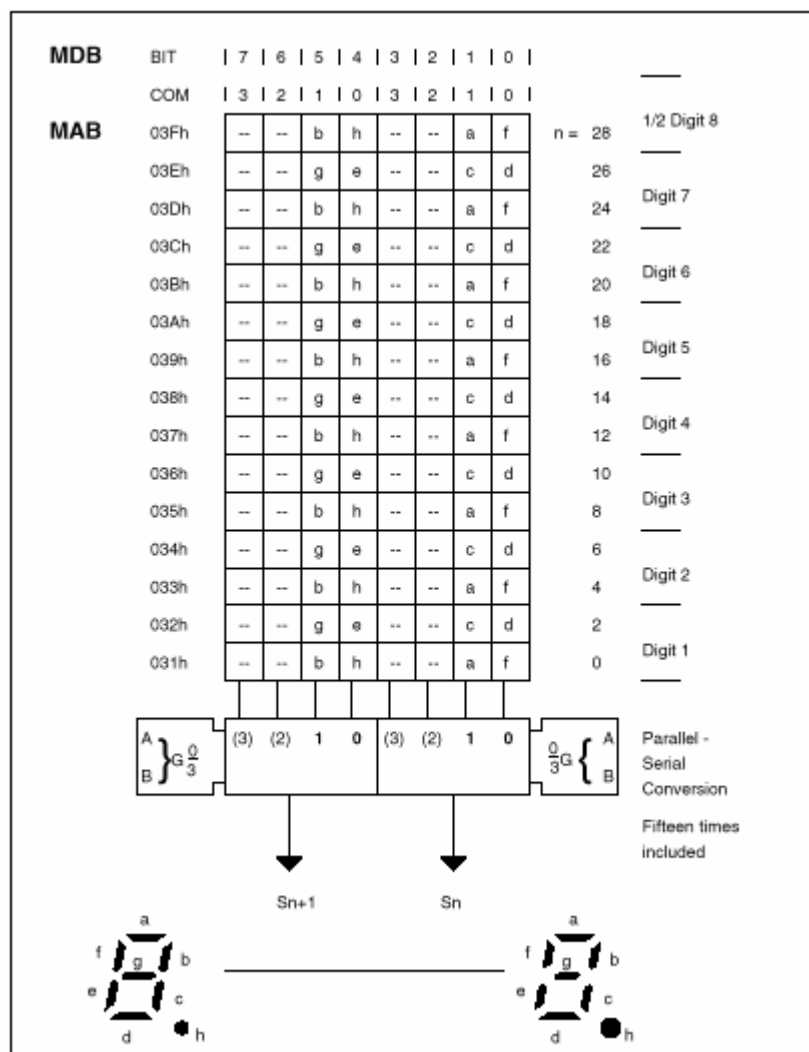 MDB BIT | 7 | 6 | 5 | 4 | 3 | 2 | 1 | 0 |
COM | 3 | 2 | 1 | 0 | 3 | 2 | 1 | 0 |
MAB 03Fh -- -- b h -- -- a f n = 28 1/2 Digit 8
03Eh -- -- g e -- -- c d 26
03Dh -- -- b h -- -- a f 24 Digit 7
03Ch -- -- g e -- -- c d 22
03Bh -- -- b h -- -- a f 20 Digit 6
03Ah -- -- g e -- -- c d 18
039h -- -- b h -- -- a f 16 Digit 5
038h -- -- g e -- -- c d 14
037h -- -- b h -- -- a f 12 Digit 4
036h -- -- g e -- -- c d 10
035h -- -- b h -- -- a f 8 Digit 3
034h -- -- g e -- -- c d 6
033h -- -- b h -- -- a f 4 Digit 2
032h -- -- g e -- -- c d 2
031h -- -- b h -- -- a f 0 Digit 1
A B } G 0/3 (3) (2) 1 0 (3) (2) 1 0 0/3 G { A B
Parallel -
Serial
Conversion
Fifteen times
included
Sn+1 Sn
a a
f g b f g b
e c e c
d h d h